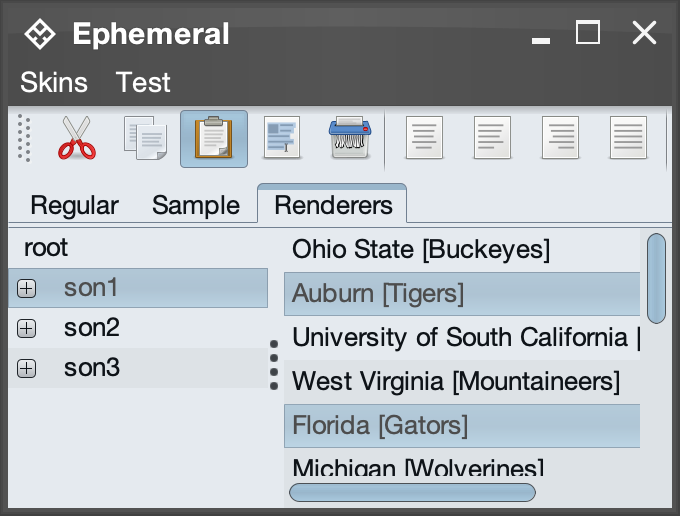 Ephemeral
Skins Test
Regular Sample Renderers
root
son1
son2
son3
Ohio State [Buckeyes]
Auburn [Tigers]
University of South California [
West Virginia [Mountaineers]
Florida [Gators]
Michigan [Wolverines]